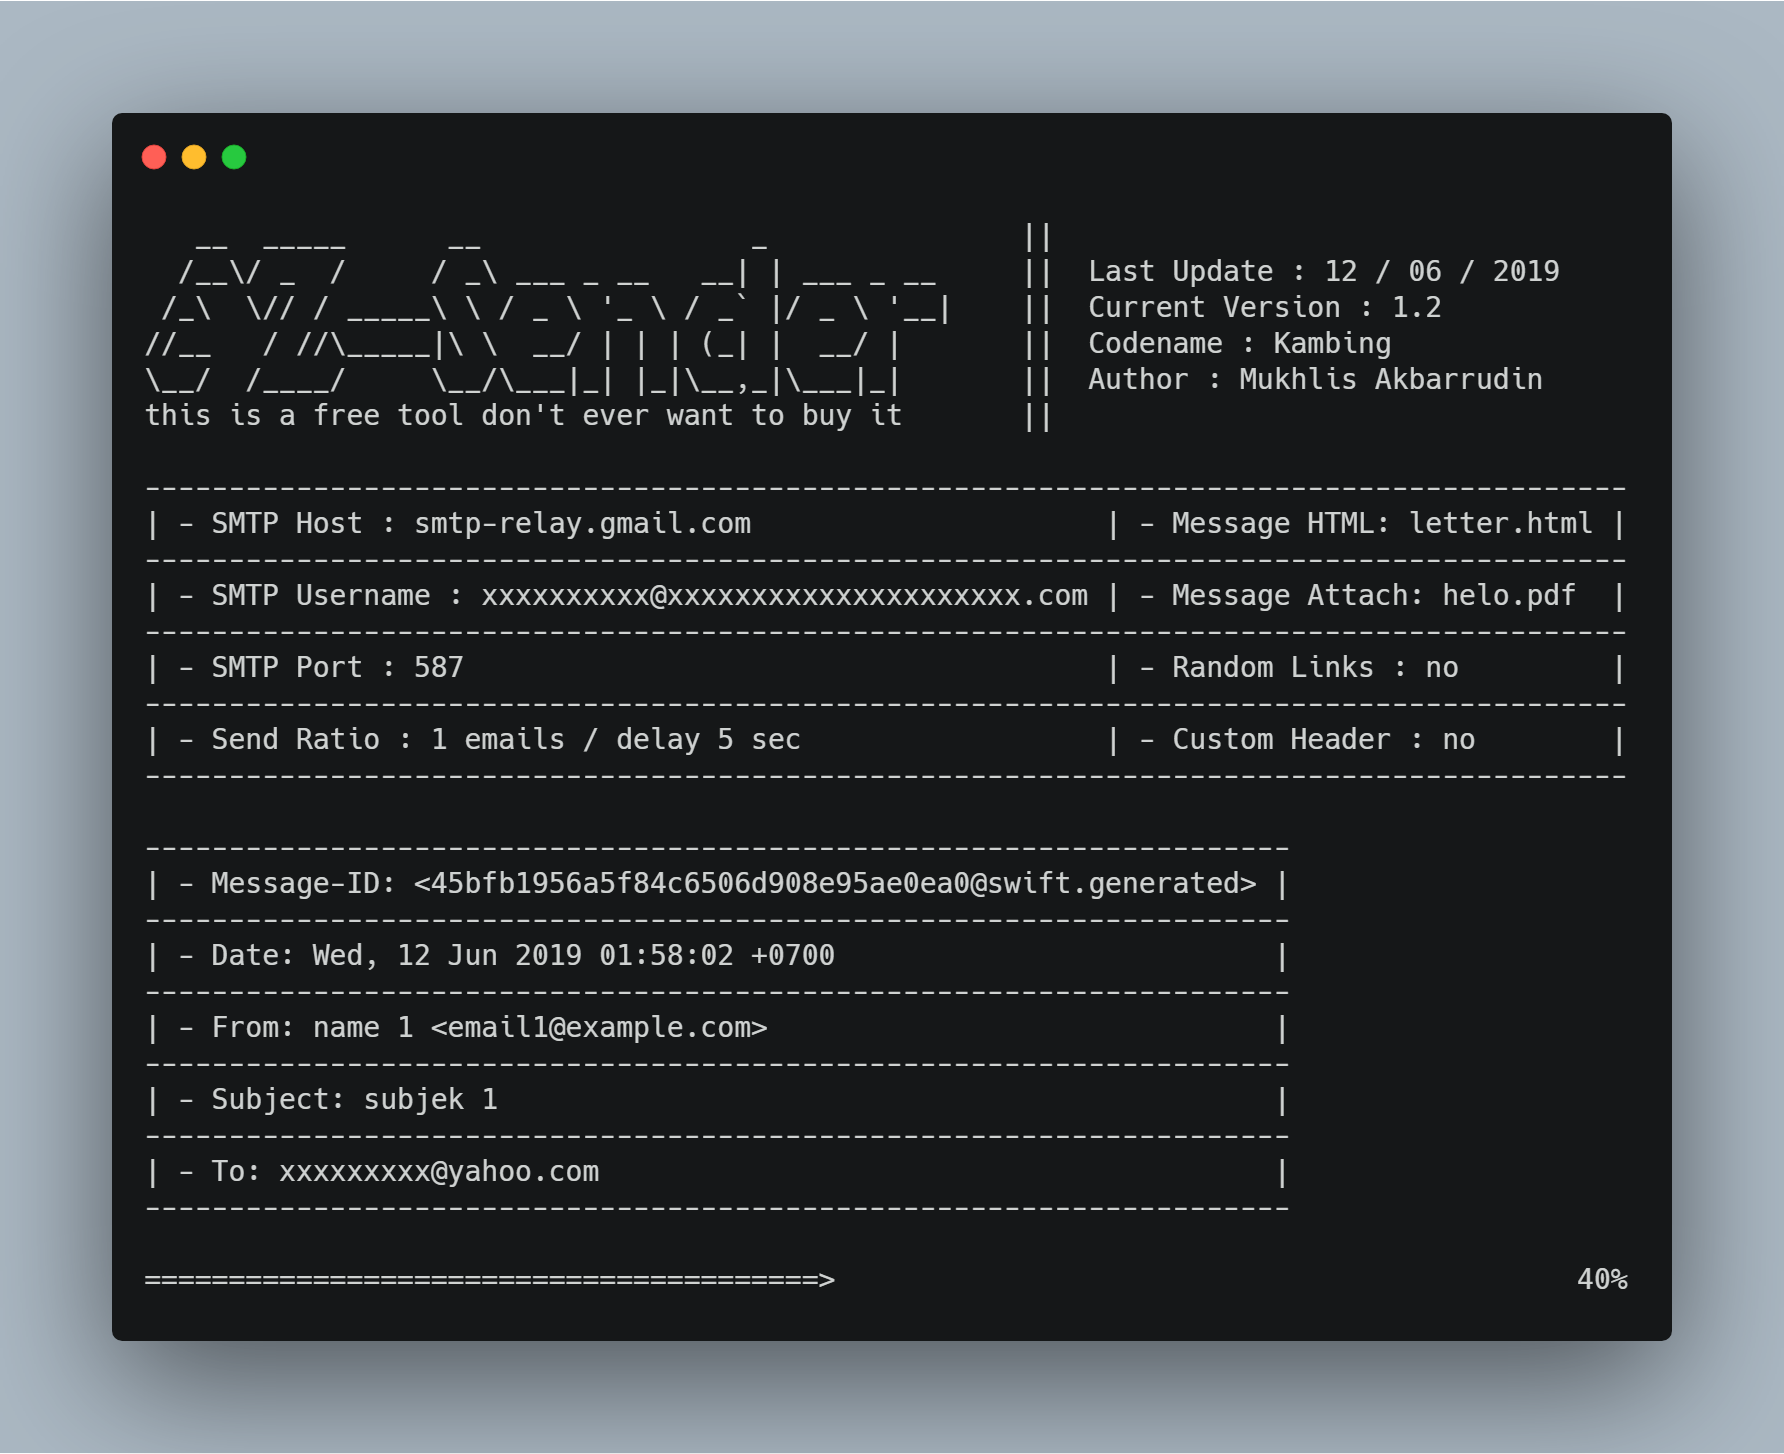 __  _____      __                _               ||
  /__\/ _  /     / _\ ___ _ __   __| | ___ _ __     ||  Last Update : 12 / 06 / 2019
 /_\  \// / _____\ \ / _ \ '_ \ / _` |/ _ \ '__|    ||  Current Version : 1.2
//__   / //\_____|\ \  __/ | | | (_| |  __/ |       ||  Codename : Kambing
\__/  /____/     \__/\___|_| |_|\__,_|\___|_|       ||  Author : Mukhlis Akbarrudin
this is a free tool don't ever want to buy it       ||
----------------------------------------------------------------------------------------
| - SMTP Host : smtp-relay.gmail.com                     | - Message HTML: letter.html |
----------------------------------------------------------------------------------------
| - SMTP Username : xxxxxxxxxx@xxxxxxxxxxxxxxxxxxxxx.com | - Message Attach: helo.pdf  |
----------------------------------------------------------------------------------------
| - SMTP Port : 587                                      | - Random Links : no         |
----------------------------------------------------------------------------------------
| - Send Ratio : 1 emails / delay 5 sec                  | - Custom Header : no        |
----------------------------------------------------------------------------------------
--------------------------------------------------------------------
| - Message-ID: <45bfb1956a5f84c6506d908e95ae0ea0@swift.generated> |
--------------------------------------------------------------------
| - Date: Wed, 12 Jun 2019 01:58:02 +0700                          |
--------------------------------------------------------------------
| - From: name 1 <email1@example.com>                              |
--------------------------------------------------------------------
| - Subject: subjek 1                                              |
--------------------------------------------------------------------
| - To: xxxxxxxxx@yahoo.com                                        |
--------------------------------------------------------------------
========================================>                                            40%